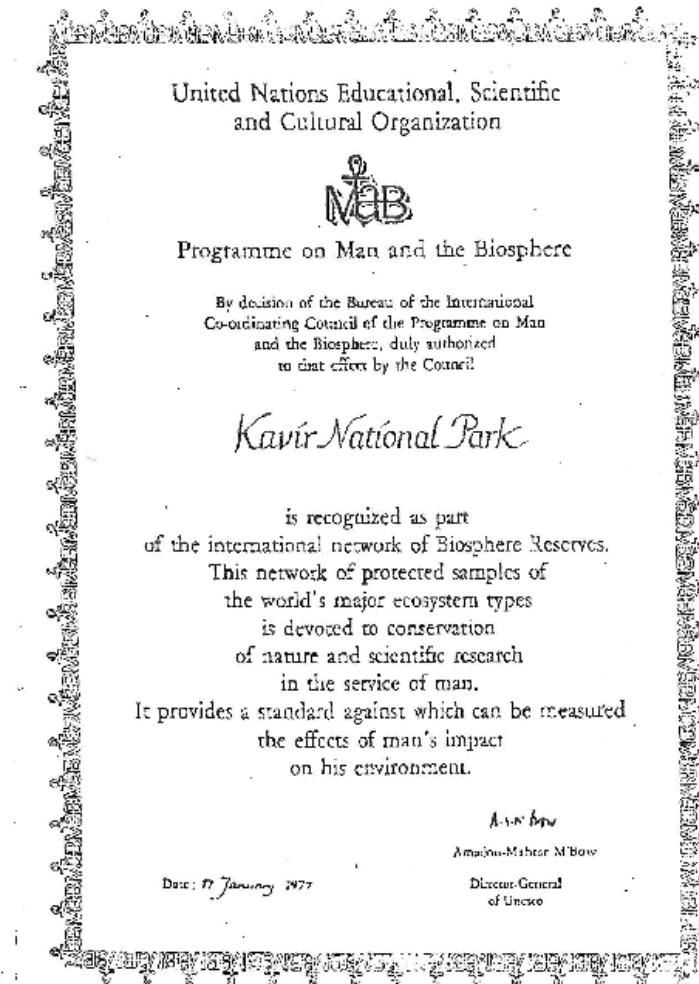 United Nations Educational, Scientific
and Cultural Organization
MaB
Programme on Man and the Biosphere
By decision of the Bureau of the International
Co-ordinating Council of the Programme on Man
and the Biosphere, duly authorized
to that effect by the Council
Kavir National Park
is recognized as part
of the international network of Biosphere Reserves.
This network of protected samples of
the world's major ecosystem types
is devoted to conservation
of nature and scientific research
in the service of man.
It provides a standard against which can be measured
the effects of man's impact
on his environment.
Amadou-Mahtar M'Bow
Date: 17 January 1977
Director-General
of Unesco